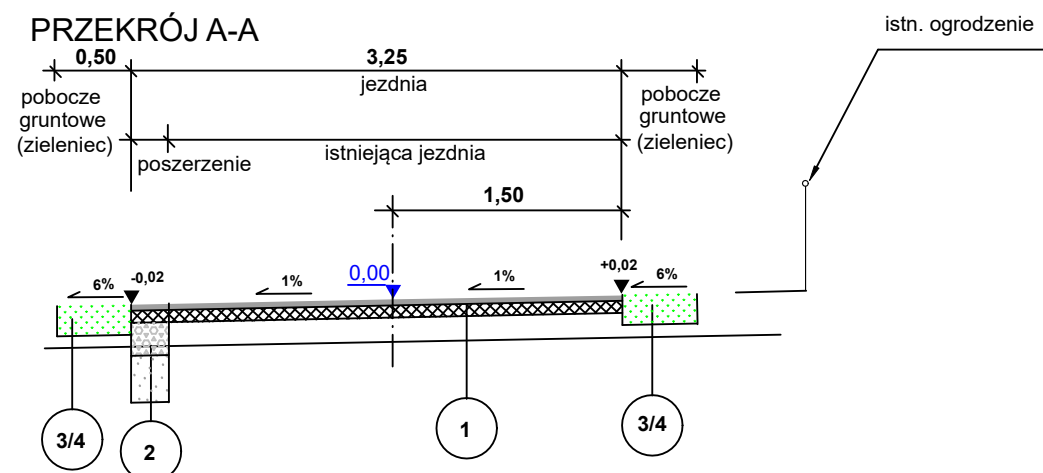 PRZEKRÓJ A-A
istn. ogrodzenie
0,50
3,25
jezdnia
pobocze
gruntowe
(zieleniec)
pobocze
gruntowe
(zieleniec)
poszerzenie
istniejąca jezdnia
1,50
6%
-0,02
1%
0,00
1%
+0,02
6%
3/4
2
1
3/4